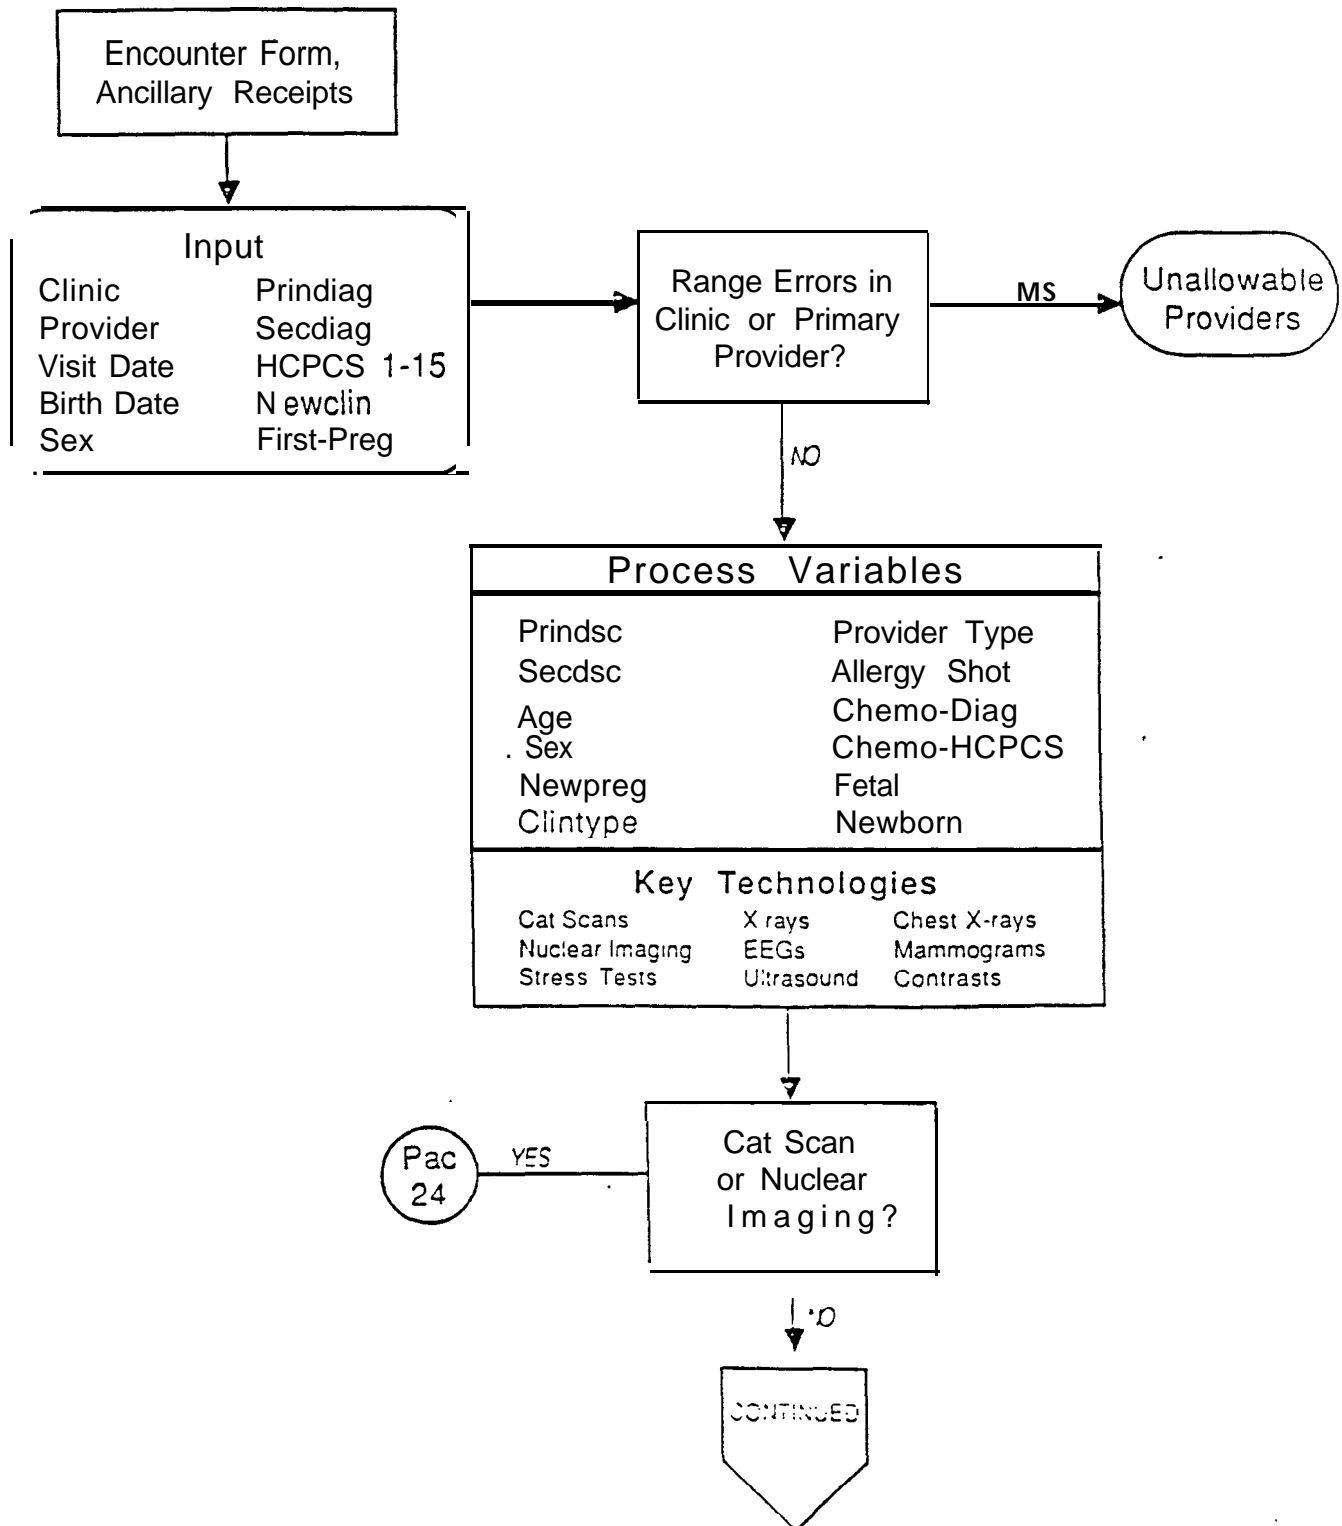 Encounter Form,
Ancillary Receipts
Input
Clinic Prindiag
Provider Secdiag
Visit Date HCPCS 1-15
Birth Date Newclin
Sex First-Preg
Range Errors in
Clinic or Primary
Provider?
MS
Unallowable
Providers
NO
Process Variables
Prindsc Provider Type
Secdsc Allergy Shot
Age Chemo-Diag
Sex Chemo-HCPCS
Newpreg Fetal
Clintype Newborn
Key Technologies
Cat Scans X rays Chest X-rays
Nuclear Imaging EEGs Mammograms
Stress Tests Ultrasound Contrasts
Cat Scan
or Nuclear
Imaging?
YES
Pac
24
CONTINUED